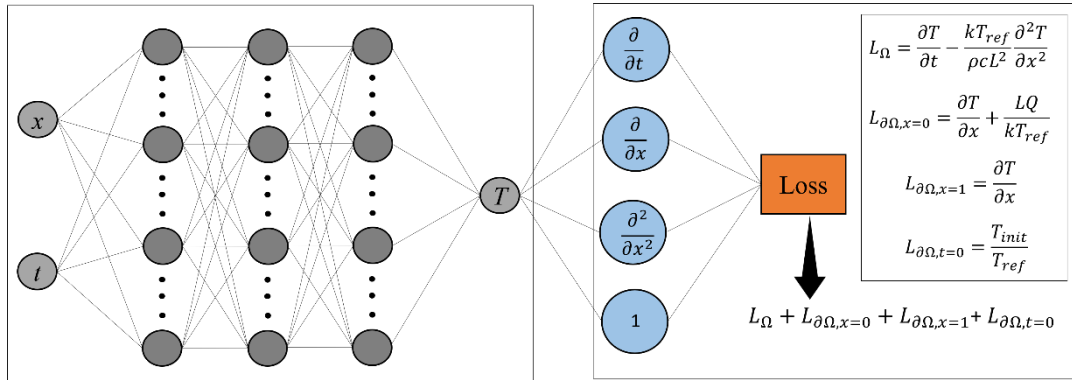 x
t
T
∂/∂t
∂/∂x
∂²/∂x²
1
Loss
L_Ω = ∂T/∂t − kT_ref/ρcL² ∂²T/∂x²
L_∂Ω,x=0 = ∂T/∂x + LQ/kT_ref
L_∂Ω,x=1 = ∂T/∂x
L_∂Ω,t=0 = T_init/T_ref
L_Ω + L_∂Ω,x=0 + L_∂Ω,x=1 + L_∂Ω,t=0